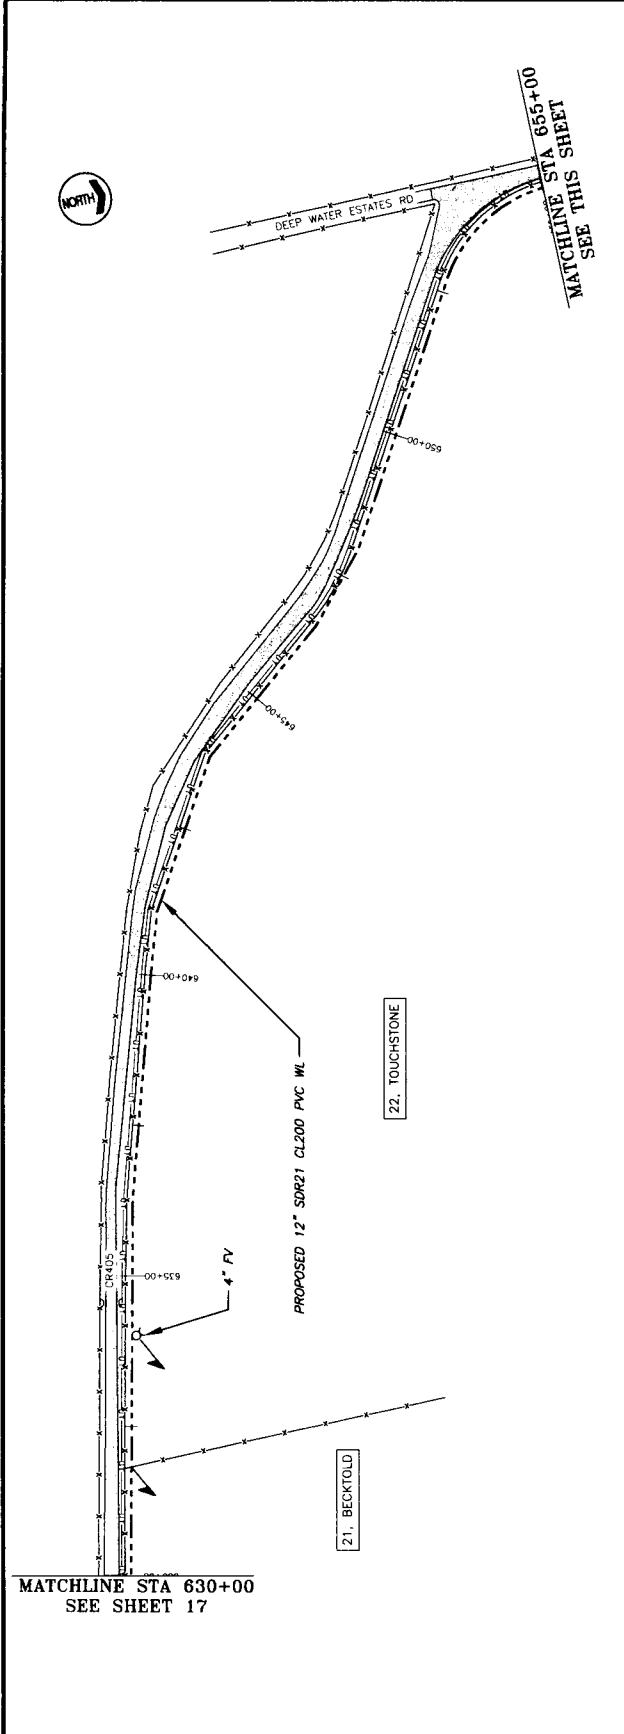 NORTH
MATCHLINE STA 655+00
SEE THIS SHEET
DEEP WATER ESTATES RD
650+00
645+00
640+00
22, TOUCHSTONE
PROPOSED 12" SDR21 CL200 PVC WL
CR405
635+00
4" FV
21, BECKTOLD
MATCHLINE STA 630+00
SEE SHEET 17